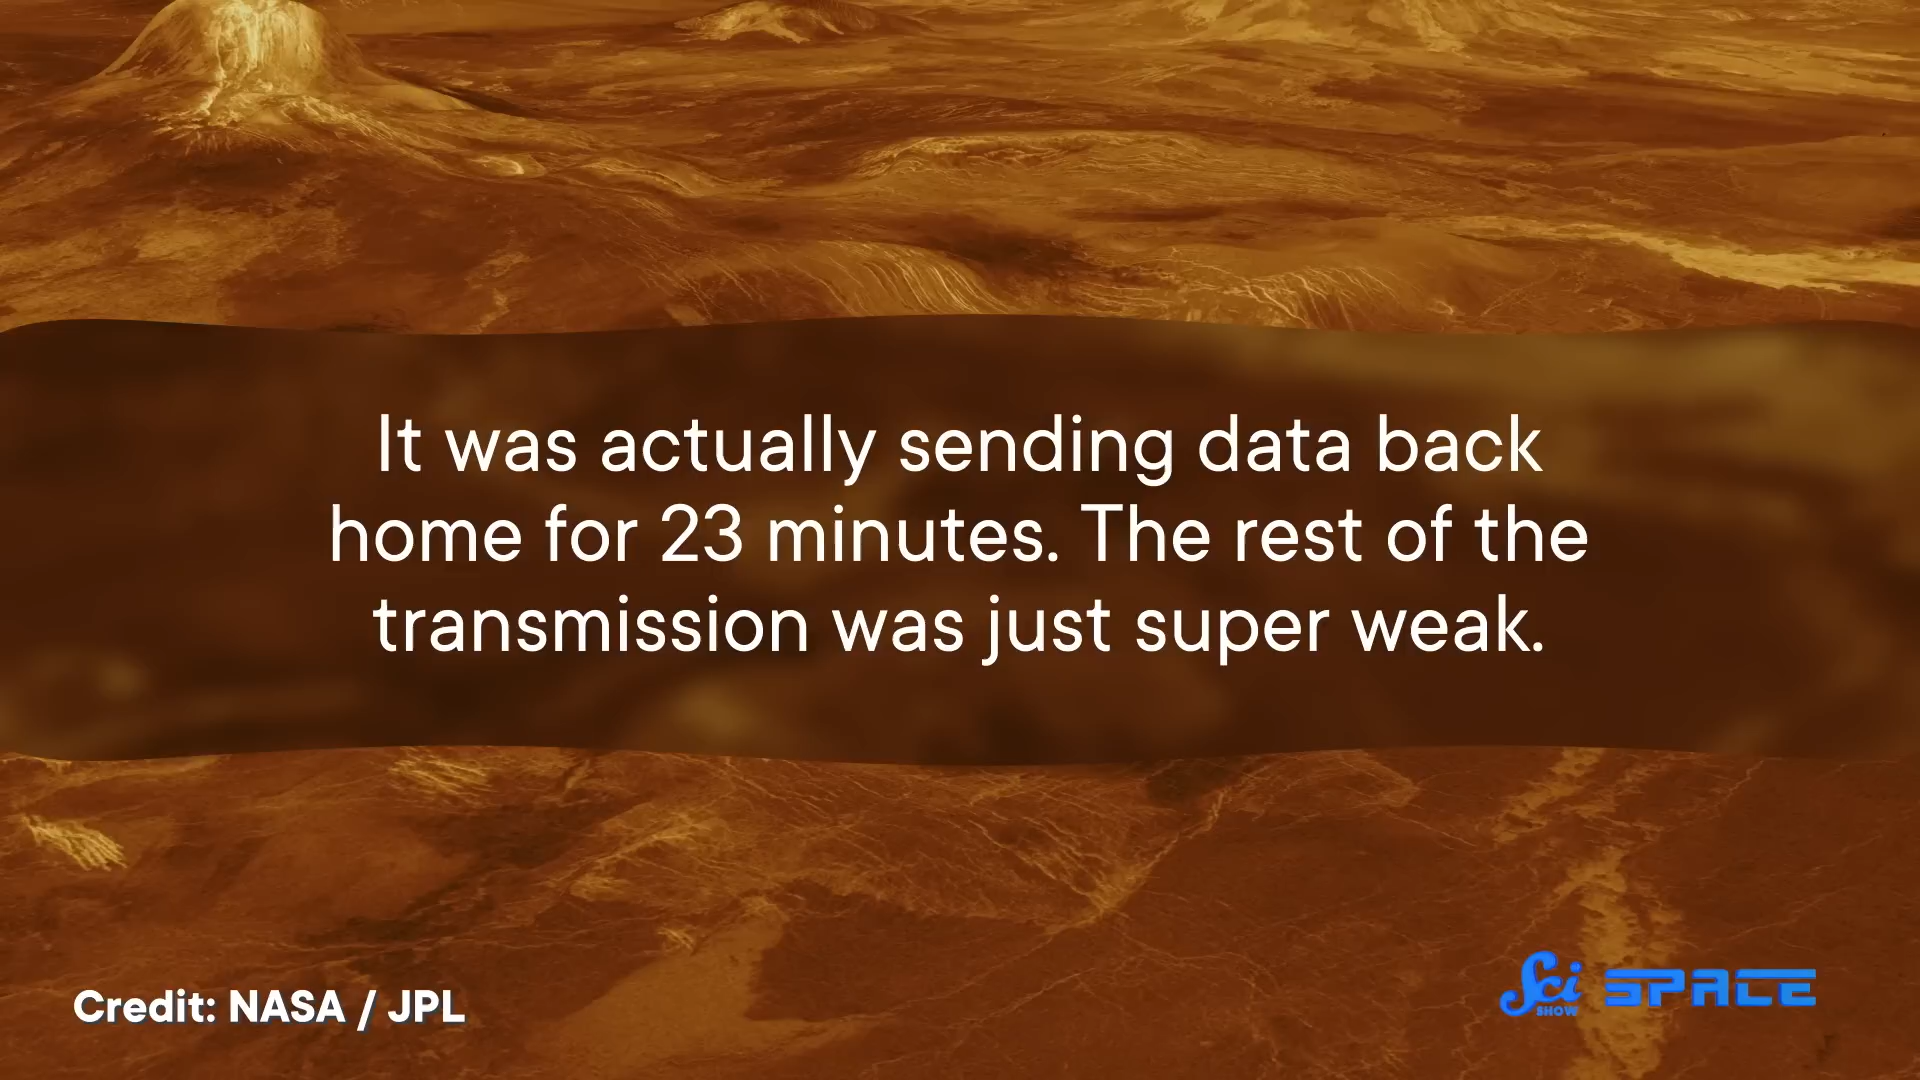 It was actually sending data back
home for 23 minutes. The rest of the
transmission was just super weak.
Credit: NASA / JPL
Sci SHOW SPACE